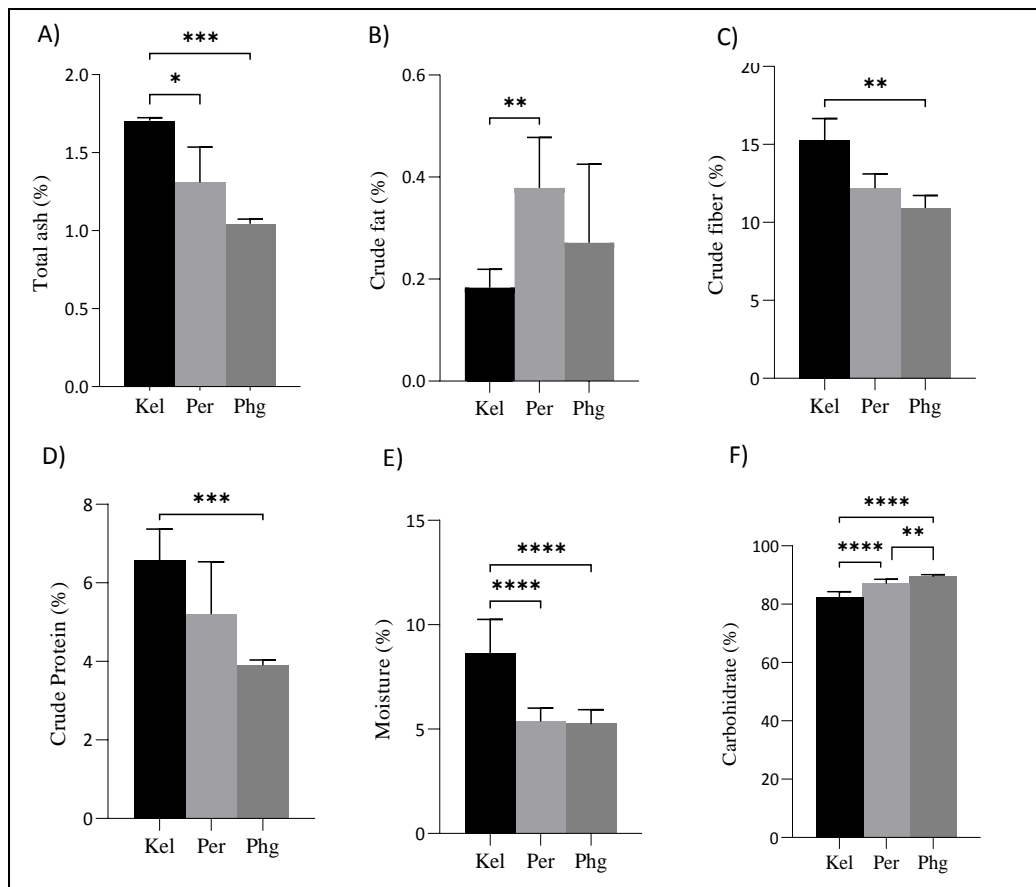 A)
***
*
2.0
1.5
1.0
0.5
0.0
Total ash (%)
Kel Per Phg
B)
**
0.6
0.4
0.2
0.0
Crude fat (%)
Kel Per Phg
C)
**
20
15
10
5
0
Crude fiber (%)
Kel Per Phg
D)
***
8
6
4
2
0
Crude Protein (%)
Kel Per Phg
E)
****
****
15
10
5
0
Moisture (%)
Kel Per Phg
F)
****
**** **
100
80
60
40
20
0
Carbohidrate (%)
Kel Per Phg